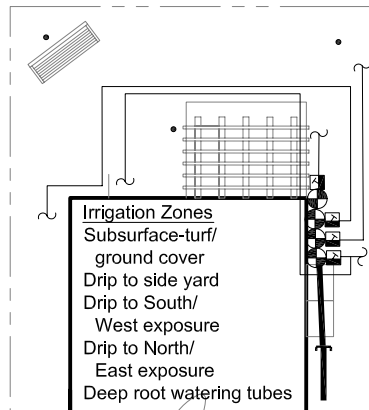 Irrigation Zones
Subsurface-turf/
ground cover
Drip to side yard
Drip to South/
West exposure
Drip to North/
East exposure
Deep root watering tubes